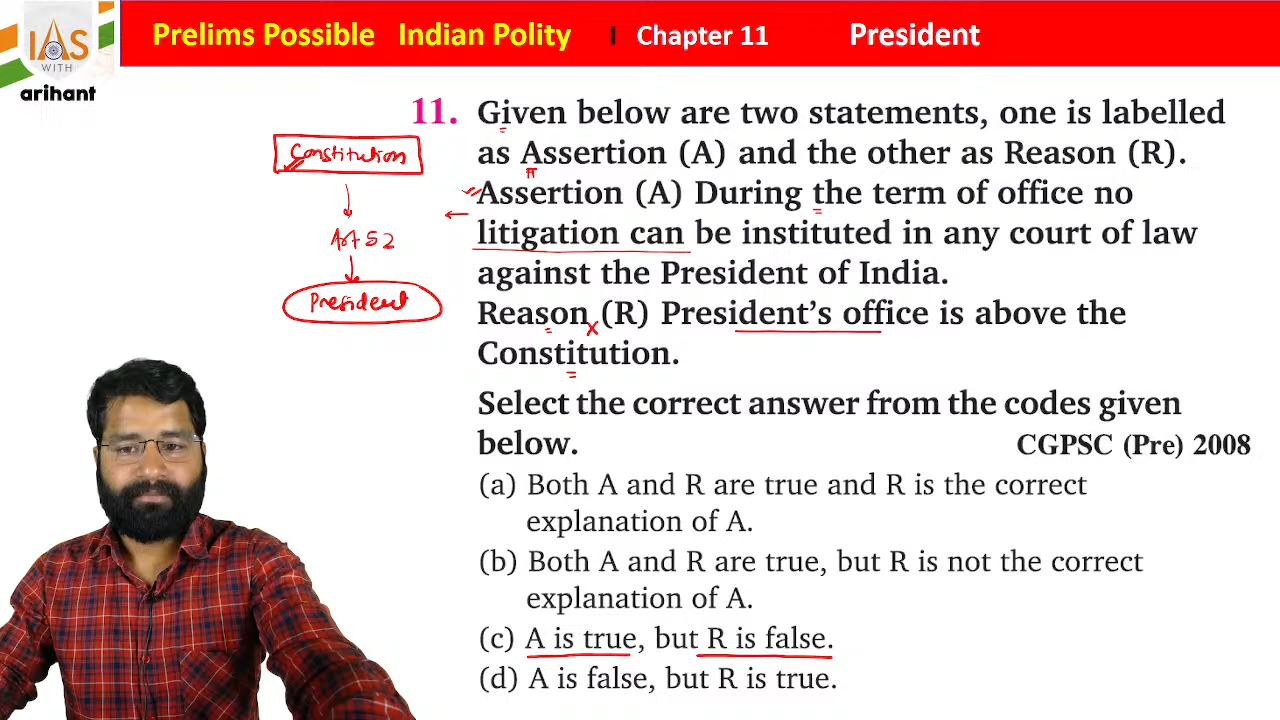 IAS
WITH
arihant
Prelims Possible Indian Polity | Chapter 11 President
11. Given below are two statements, one is labelled
as Assertion (A) and the other as Reason (R).
Assertion (A) During the term of office no
litigation can be instituted in any court of law
against the President of India.
Reason (R) President's office is above the
Constitution.
Constitution
Art 52
President
Select the correct answer from the codes given
below. CGPSC (Pre) 2008
(a) Both A and R are true and R is the correct
explanation of A.
(b) Both A and R are true, but R is not the correct
explanation of A.
(c) A is true, but R is false.
(d) A is false, but R is true.